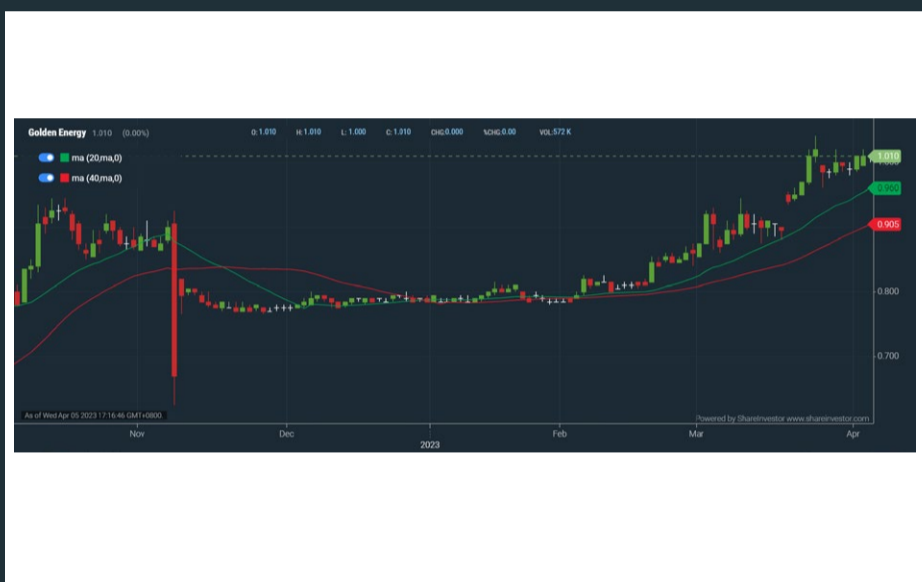 Golden Energy 1.010 (0.00%) O: 1.010 H: 1.010 L: 1.000 C: 1.010 CHG:0.000 %CHG:0.00 VOL:572 K
ma (20,ma,0)
ma (40,ma,0)
1.010
1.000
0.960
0.905
0.800
0.700
As of Wed Apr 05 2023 17:16:46 GMT+0800
Powered by ShareInvestor www.shareinvestor.com
Nov Dec Feb Mar Apr
2023